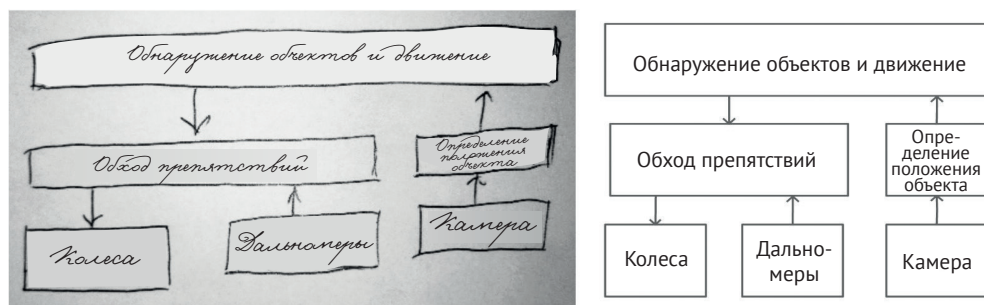 Обнаружение объектов и движение
Обход препятствий
Определение
положения
объекта
Колеса
Дальномеры
Камера
Обнаружение объектов и движение
Обход препятствий
Опре-
деление
положения
объекта
Колеса
Дально-
меры
Камера